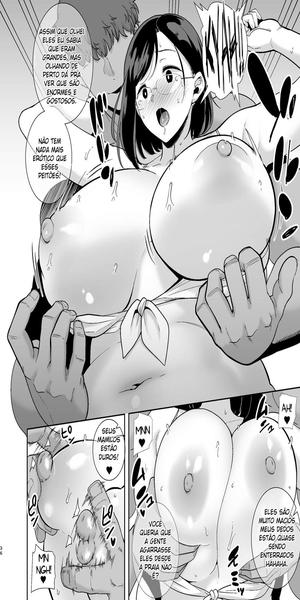 ASSIM QUE OLHEI
ELES EU SABIA
QUE ERAM
GRANDES, MAS
OLHANDO DE
PERTO DÁ PRA
VER QUE SÃO
ENORMES E
GOSTOSOS.
NÃO TEM
NADA MAIS
ERÓTICO QUE
ESSES
PEITÕES!
SEUS
MAMILOS
ESTÃO
DUROS!
♥
MNN
♥
MN
NGH!
♥
AH!
♥
ELES SÃO
MUITO MACIOS
MEUS DEDOS
ESTÃO QUASE
SENDO
ENTERRADOS
HAHAHA.
VOCÊ
QUERIA QUE
A GENTE
AGARRASSE
ELES DESDE
A PRAIA NÃO
É?
MNN
♥